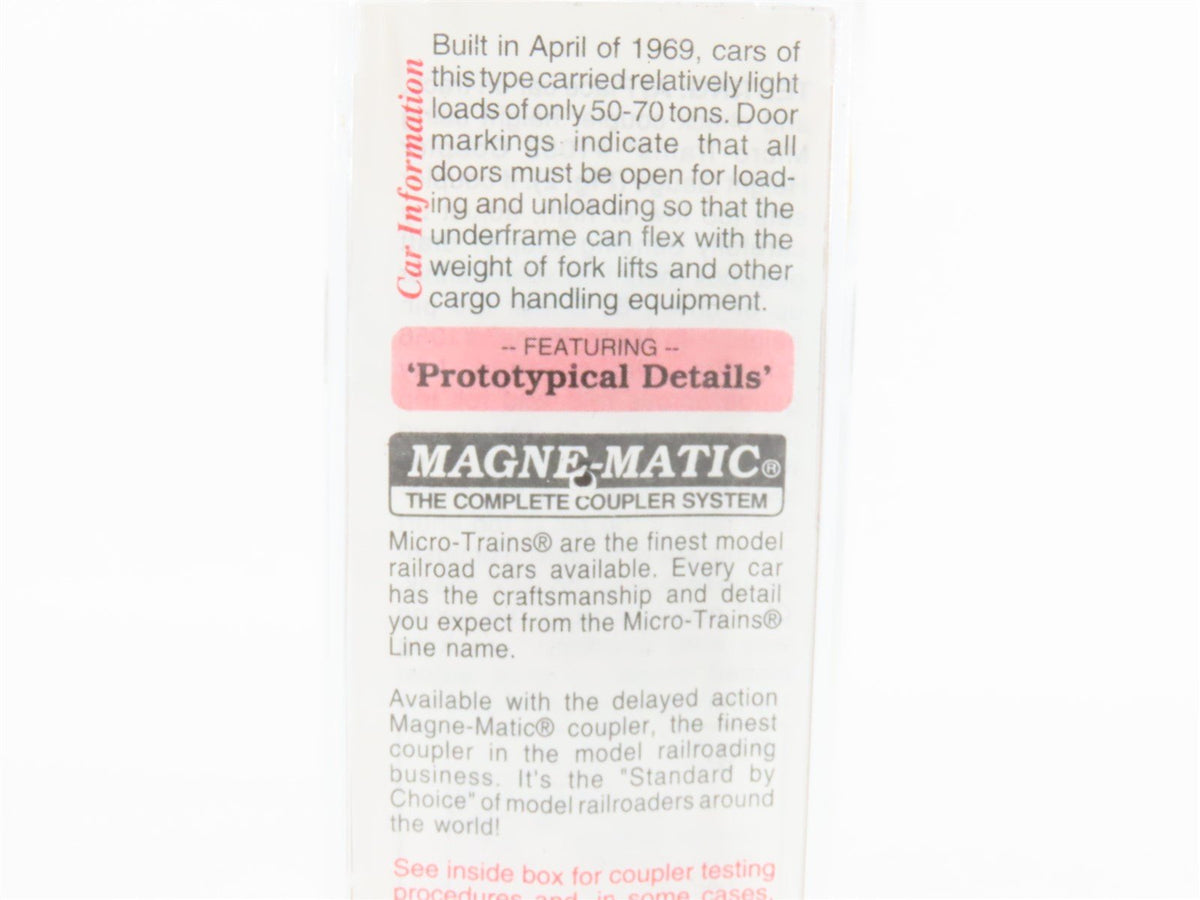 Car Information
Built in April of 1969, cars of
this type carried relatively light
loads of only 50-70 tons. Door
markings indicate that all
doors must be open for load-
ing and unloading so that the
underframe can flex with the
weight of fork lifts and other
cargo handling equipment.
-- FEATURING --
'Prototypical Details'
MAGNE-MATIC®
THE COMPLETE COUPLER SYSTEM
Micro-Trains® are the finest model
railroad cars available. Every car
has the craftsmanship and detail
you expect from the Micro-Trains®
Line name.
Available with the delayed action
Magne-Matic® coupler, the finest
coupler in the model railroading
business. It's the "Standard by
Choice" of model railroaders around
the world!
See inside box for coupler testing
procedures and, in some cases,